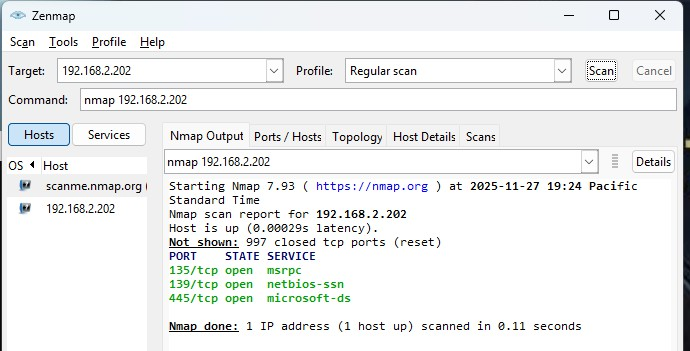 Zenmap
Scan Tools Profile Help
Target: 192.168.2.202 Profile: Regular scan Scan Cancel
Command: nmap 192.168.2.202
Hosts Services
Nmap Output Ports / Hosts Topology Host Details Scans
OS Host
scanme.nmap.org (
192.168.2.202
nmap 192.168.2.202 Details
Starting Nmap 7.93 ( https://nmap.org ) at 2025-11-27 19:24 Pacific
Standard Time
Nmap scan report for 192.168.2.202
Host is up (0.00029s latency).
Not shown: 997 closed tcp ports (reset)
PORT STATE SERVICE
135/tcp open msrpc
139/tcp open netbios-ssn
445/tcp open microsoft-ds
Nmap done: 1 IP address (1 host up) scanned in 0.11 seconds